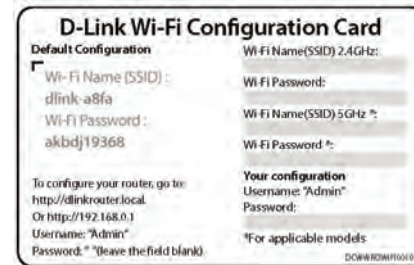 D-Link Wi-Fi Configuration Card
Default Configuration
Wi-Fi Name (SSID) :
dlink-a8fa
Wi-Fi Password :
akbdj19368
To configure your router, go to:
http://dlinkrouter.local.
Or http://192.168.0.1
Username: "Admin"
Password: " "(leave the field blank)
Wi-Fi Name(SSID) 2.4GHz:
Wi-Fi Password:
Wi-Fi Name(SSID) 5GHz *:
Wi-Fi Password *:
Your configuration
Username: "Admin"
Password:
*For applicable models